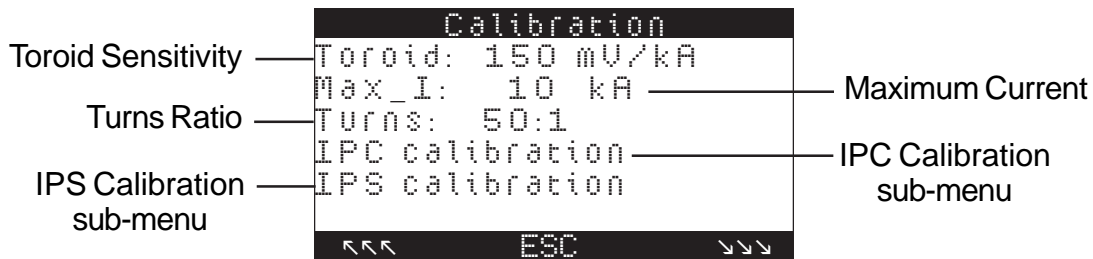 Calibration
Toroid Sensitivity
Toroid: 150 mV/kA
Max_I: 10 kA
Maximum Current
Turns Ratio
Turns: 50:1
IPC calibration
IPC Calibration
sub-menu
IPS Calibration
sub-menu
IPS calibration
↖↖↖ ESC ↘↘↘